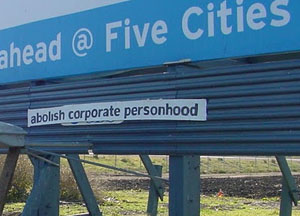 ahead @ Five Cities
abolish corporate personhood